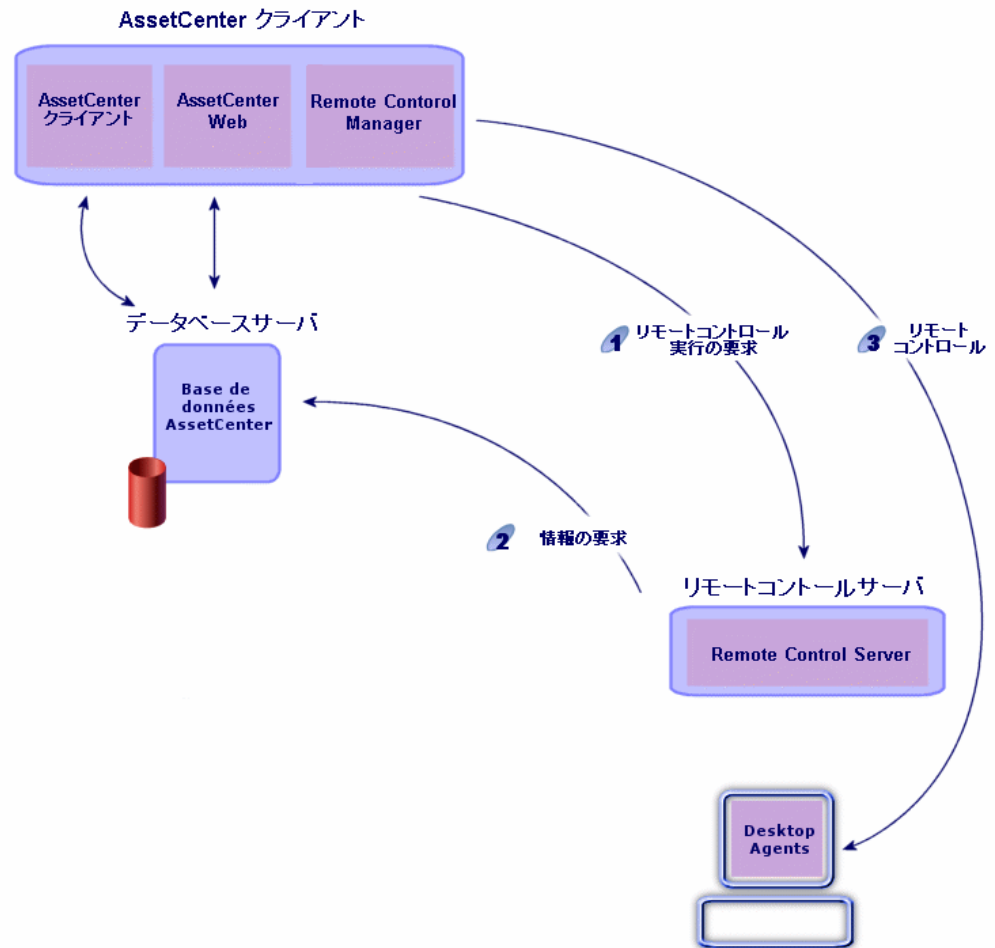 AssetCenter クライアント
AssetCenter
クライアント
AssetCenter
Web
Remote Contorol
Manager
データベースサーバ
Base de
données
AssetCenter
1 リモートコントロール
実行の要求
3 リモート
コントロール
2 情報の要求
リモートコントールサーバ
Remote Control Server
Desktop
Agents